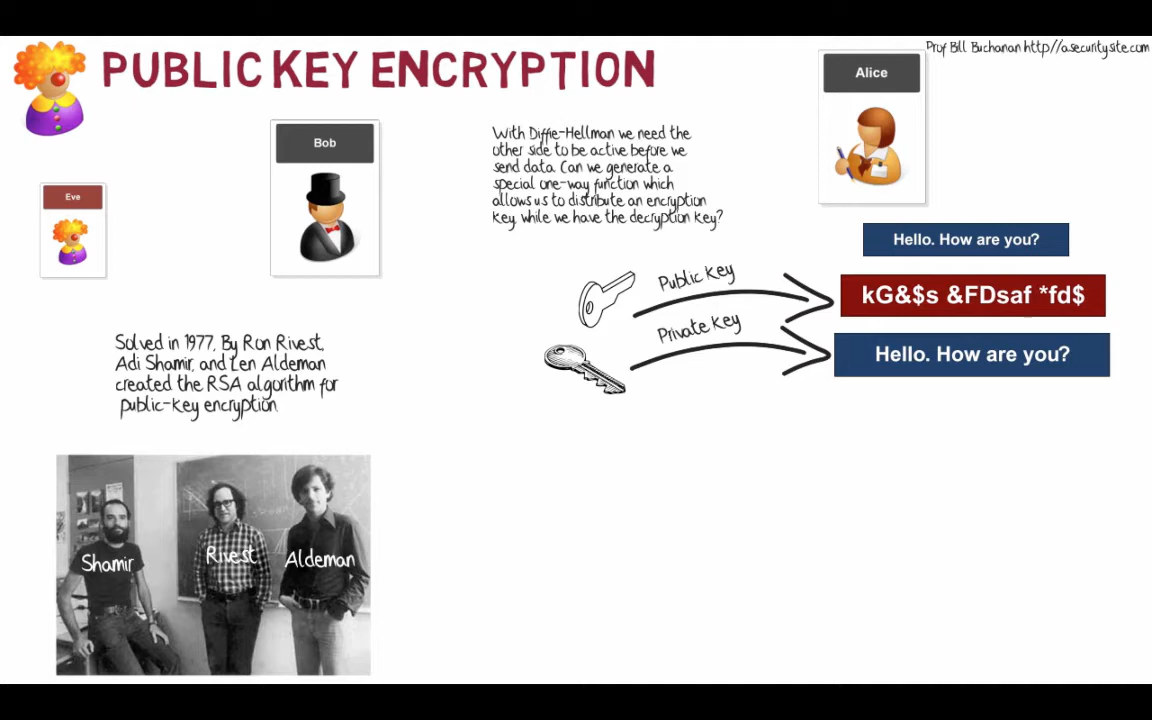 Prof Bill Buchanan http://asecuritysite.com
PUBLIC KEY ENCRYPTION
Alice
Bob
Eve
With Diffie-Hellman we need the
other side to be active before we
send data. Can we generate a
special one-way function which
allows us to distribute an encryption
key, while we have the decryption key?
Hello. How are you?
Public Key
kG&$s &FDsaf *fd$
Private Key
Hello. How are you?
Solved in 1977, By Ron Rivest,
Adi Shamir, and Len Aldeman
created the RSA algorithm for
public-key encryption.
Shamir
Rivest
Aldeman